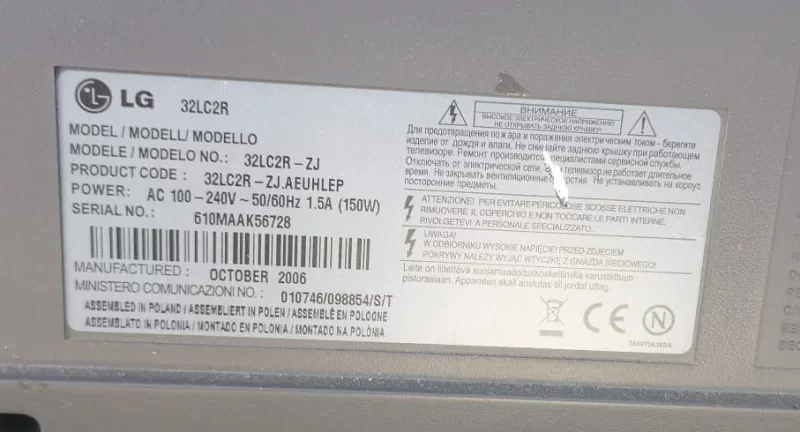 LG 32LC2R
MODEL / MODELL/ MODELLO
MODELE / MODELO NO. : 32LC2R-ZJ
PRODUCT CODE : 32LC2R-ZJ.AEUHLEP
POWER: AC 100-240V~50/60Hz 1.5A (150W)
SERIAL NO.: 610MAAK56728
MANUFACTURED : OCTOBER 2006
MINISTERO COMUNICAZIONI NO.: 010746/098854/S/T
ASSEMBLED IN POLAND / ASSEMBLIERT IN POLEN / ASSEMBLÉ EN POLOGNE
ASSEMBLATO IN POLONIA / MONTADO EN POLONIA / MONTADO NA POLÓNIA
ВНИМАНИЕ
ВЫСОКОЕ ЭЛЕКТРИЧЕСКОЕ НАПРЯЖЕНИЕ!
НЕ ОТКРЫВАТЬ ЗАДНЮЮ КРЫШКУ!
Для предотвращения пожара и поражения электрическим током - берегите
изделие от дождя и влаги. Не снимайте заднюю крышку при работающем
телевизоре. Ремонт производится специалистами сервисной службы.
Отключать от электрической сети, если телевизор не работает длительное
время. Не закрывать вентиляционные отверстия. Не устанавливать на корпус
посторонние предметы.
ATTENZIONE! PER EVITARE PERICOLOSE SCOSSE ELETTRICHE NON
RIMUOVERE IL COPERCHIO E NON TOCCARE LE PARTI INTERNE.
RIVOLGETEVI A PERSONALE SPECIALIZZATO.
UWAGA!
W ODBIORNIKU WYSOKIE NAPIĘCIE! PRZED ZDJĘCIEM
POKRYWY NALEŻY WYJĄĆ WTYCZKĘ Z GNIAZDA SIECIOWEGO!
Laite on liitettävä suojamaadoituskoskettimilla varustettuun
pistorasiaan. Apparaten skall anslutas till jordat uttag.
CE N